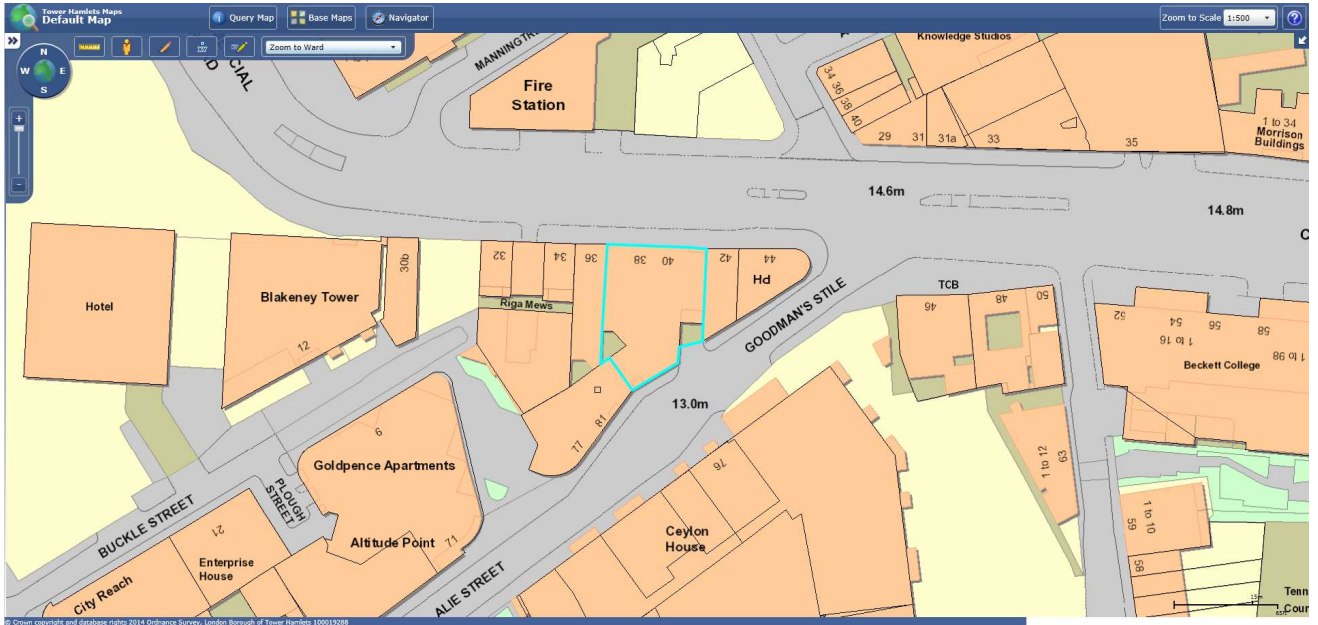 Tower Hamlets Maps
Default Map
Query Map
Base Maps
Navigator
Zoom to Scale 1:500
?
»
N
W E
S
Zoom to Ward
+
-
CIAL
MANNINGTR
Knowledge Studios
Fire
Station
34 36 38 40
29 31 31a 33
35
1 to 34
Morrison
Buildings
14.6m
14.8m
C
Hotel
Blakeney Tower
12
30b
32
34
36
38
40
42
44
Hd
Riga Mews
GOODMAN'S STILE
TCB
46
48
50
52
54
1 to 16
56
58
1 to 98
Beckett College
13.0m
77
81
6
Goldpence Apartments
PLOUGH
STREET
BUCKLE STREET
21
Enterprise
House
Altitude Point
71
City Reach
ALIE STREET
76
Ceylon
House
1 to 12
63
1 to 10
59
58
Tenn
Cour
15m
© Crown copyright and database rights 2014 Ordnance Survey, London Borough of Tower Hamlets 100019288